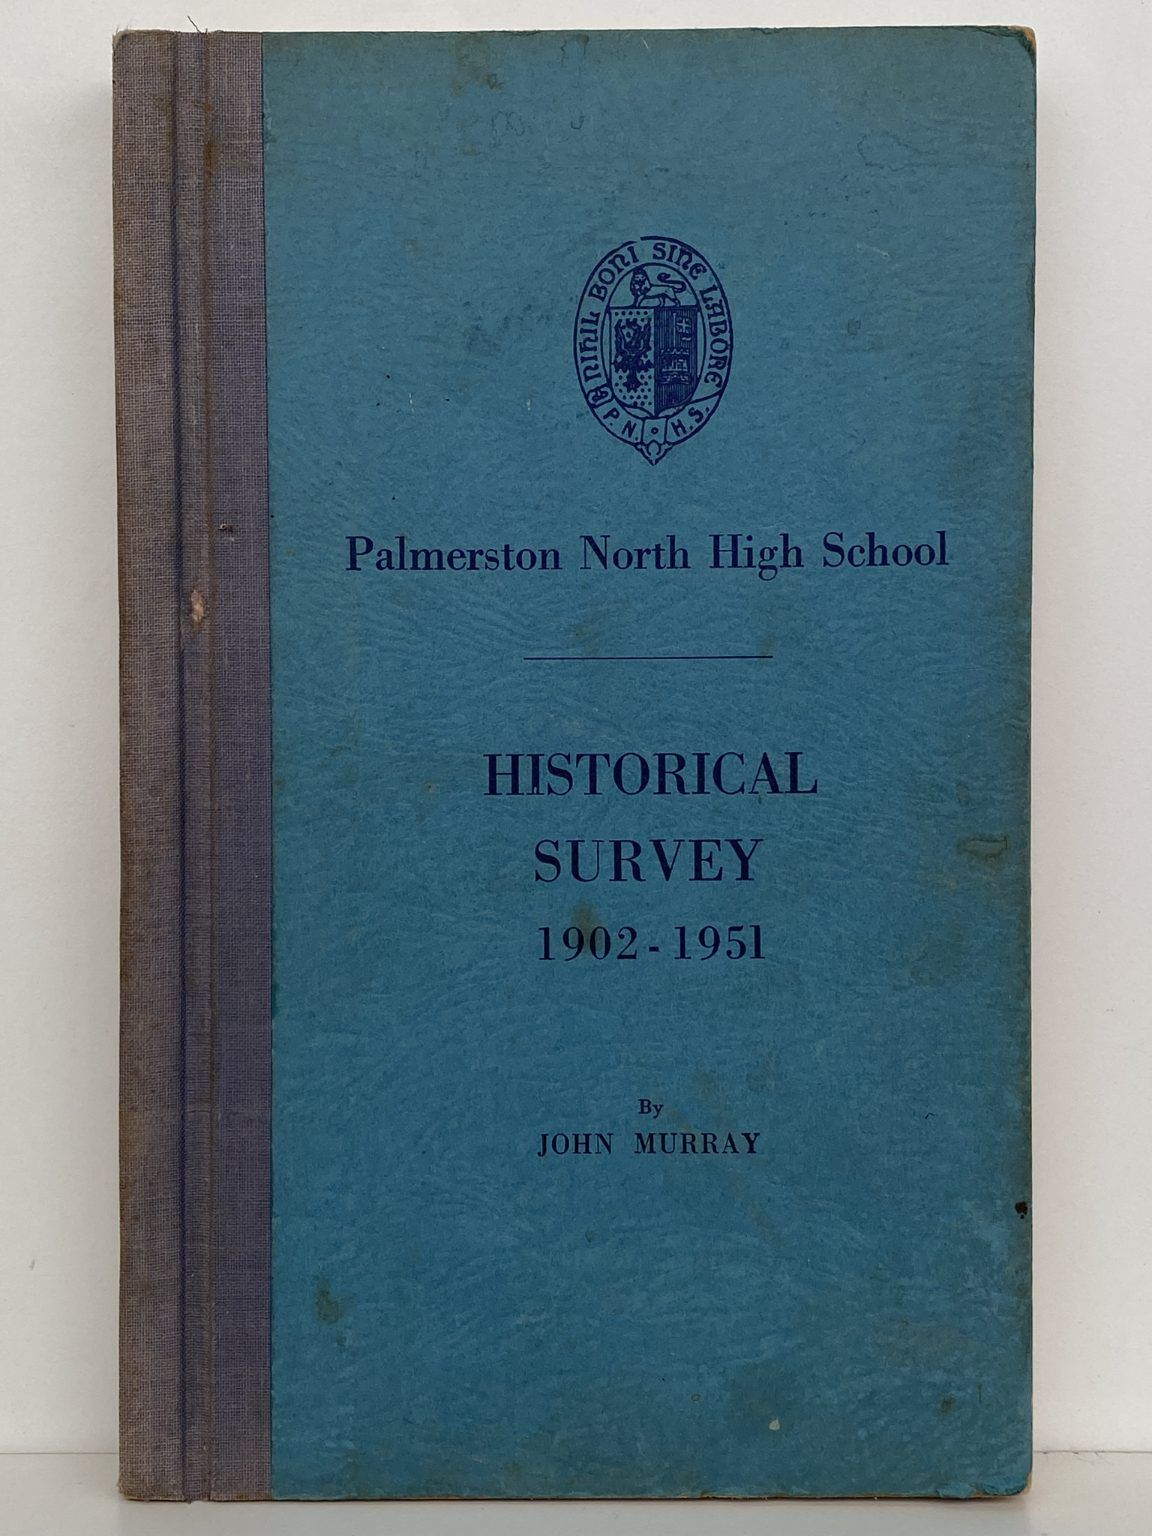 NIHIL BONI SINE LABORE
P. N. H. S.
Palmerston North High School
HISTORICAL
SURVEY
1902 - 1951
By
JOHN MURRAY